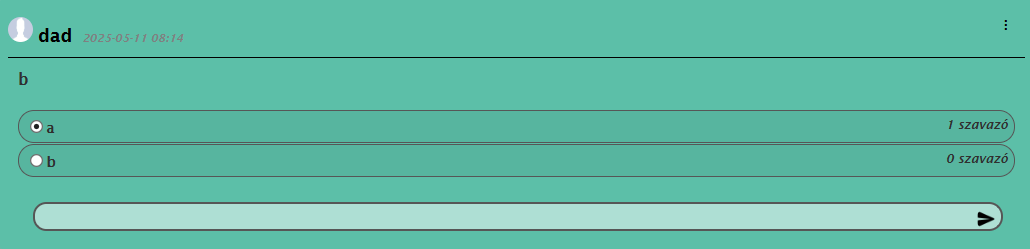 dad 2025-05-11 08:14
b
a 1 szavazó
b 0 szavazó